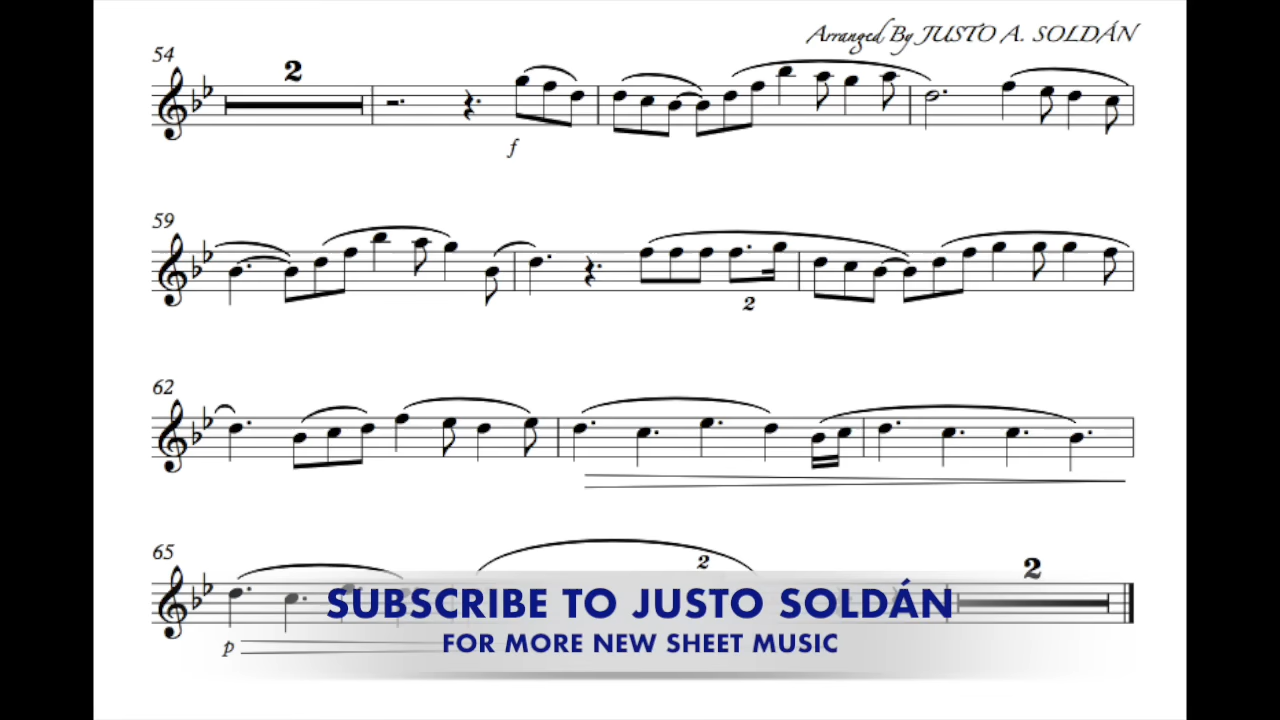 Arranged By JUSTO A. SOLDÁN
54
2
f
59
2
62
65
2
2
p
SUBSCRIBE TO JUSTO SOLDÁN
FOR MORE NEW SHEET MUSIC